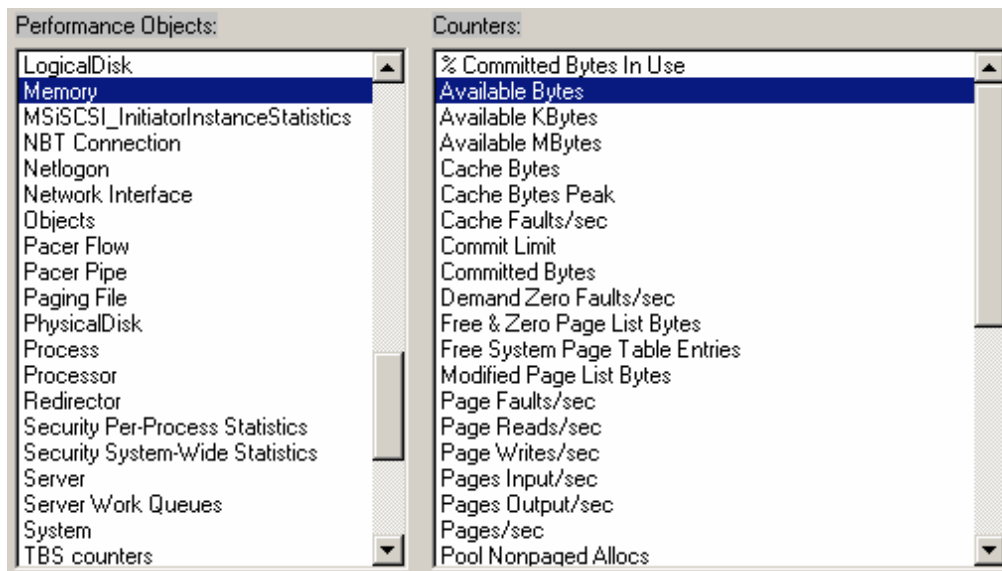 Performance Objects:
LogicalDisk
Memory
MSiSCSI_InitiatorInstanceStatistics
NBT Connection
Netlogon
Network Interface
Objects
Pacer Flow
Pacer Pipe
Paging File
PhysicalDisk
Process
Processor
Redirector
Security Per-Process Statistics
Security System-Wide Statistics
Server
Server Work Queues
System
TBS counters
Counters:
% Committed Bytes In Use
Available Bytes
Available KBytes
Available MBytes
Cache Bytes
Cache Bytes Peak
Cache Faults/sec
Commit Limit
Committed Bytes
Demand Zero Faults/sec
Free & Zero Page List Bytes
Free System Page Table Entries
Modified Page List Bytes
Page Faults/sec
Page Reads/sec
Page Writes/sec
Pages Input/sec
Pages Output/sec
Pages/sec
Pool Nonpaged Allocs